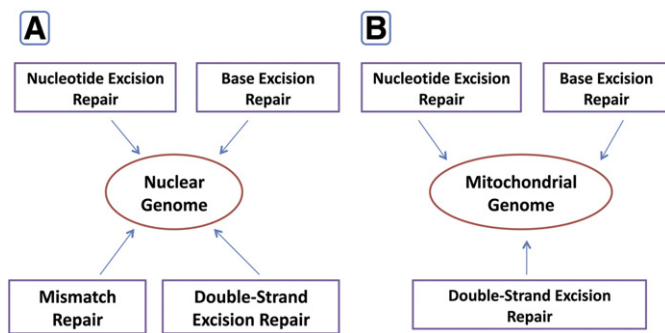 A
Nucleotide Excision
Repair
Base Excision
Repair
Nuclear
Genome
Mismatch
Repair
Double-Strand
Excision Repair
B
Nucleotide Excision
Repair
Base Excision
Repair
Mitochondrial
Genome
Double-Strand Excision
Repair